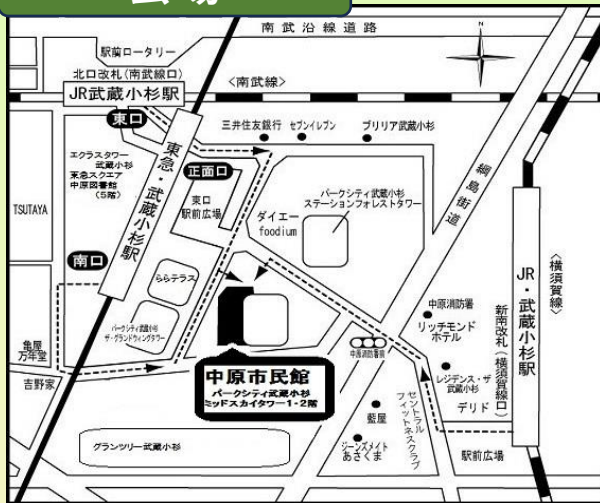 会場
南武沿線道路
N
駅前ロータリー
北口改札(南武線口)
JR武蔵小杉駅
〈南武線〉
東口
三井住友銀行
セブンイレブン
ブリリア武蔵小杉
エクラスタワー
武蔵小杉
東急スクエア
中原図書館
(5階)
東急・武蔵小杉駅
正面口
東口
駅前広場
パークシティ武蔵小杉
ステーションフォレストタワー
ダイエー
foodium
綱島街道
TSUTAYA
南口
ららテラス
パークシティ武蔵小杉
ザ・グランドウイングタワー
亀屋
万年堂
吉野家
中原市民館
パークシティ武蔵小杉
ミッドスカイタワー1・2階
グランツリー武蔵小杉
中原消防署前
中原消防署
リッチモンド
ホテル
新南改札(横須賀線口)
JR・武蔵小杉駅
〈横須賀線〉
レジデンス・ザ
武蔵小杉
デリド
セントラル
フィットネスクラブ
藍屋
ジーンズメイト
あさくま
駅前広場